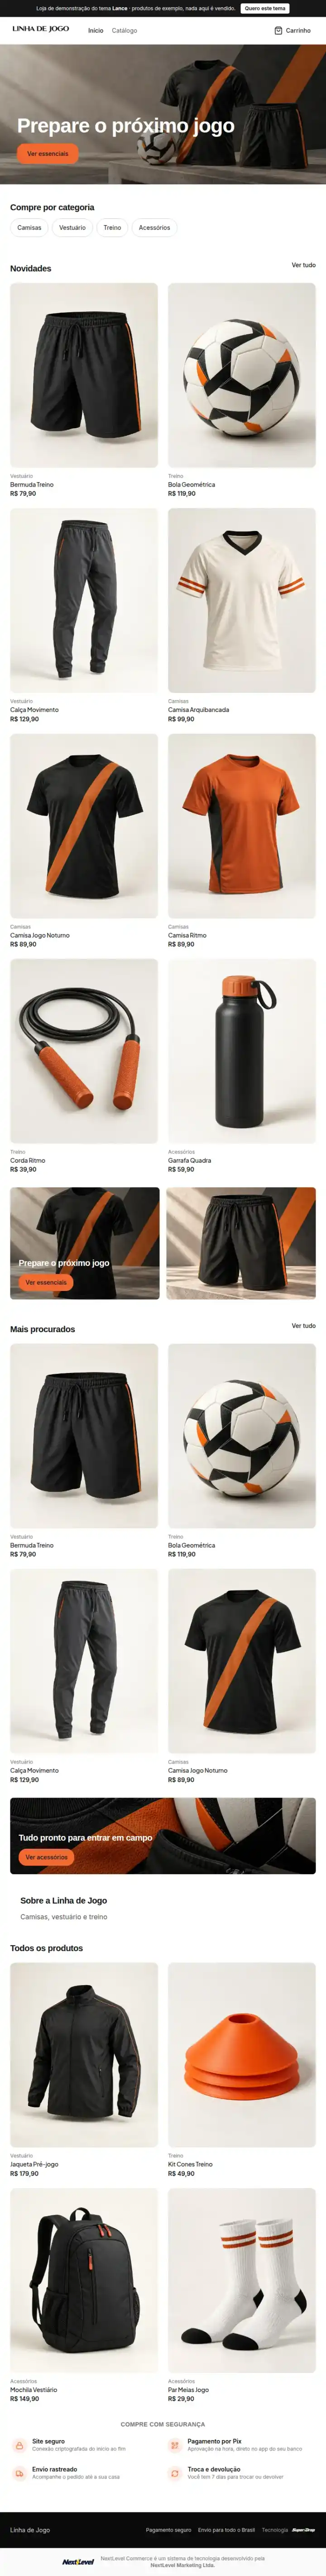 Loja de demonstração do tema Lance · produtos de exemplo, nada aqui é vendido. Quero este tema
LINHA DE JOGO Início Catálogo Carrinho
Prepare o próximo jogo
Ver essenciais
Compre por categoria
Camisas Vestuário Treino Acessórios
Novidades Ver tudo
Vestuário Treino
Bermuda Treino Bola Geométrica
R$ 79,90 R$ 119,90
Vestuário Camisas
Calça Movimento Camisa Arquibancada
R$ 129,90 R$ 99,90
Camisas Camisas
Camisa Jogo Noturno Camisa Ritmo
R$ 89,90 R$ 89,90
Treino Acessórios
Corda Ritmo Garrafa Quadra
R$ 39,90 R$ 59,90
Prepare o próximo jogo
Ver essenciais
Mais procurados Ver tudo
Vestuário Treino
Bermuda Treino Bola Geométrica
R$ 79,90 R$ 119,90
Vestuário Camisas
Calça Movimento Camisa Jogo Noturno
R$ 129,90 R$ 89,90
Tudo pronto para entrar em campo
Ver acessórios
Sobre a Linha de Jogo
Camisas, vestuário e treino
Todos os produtos
Vestuário Treino
Jaqueta Pré-jogo Kit Cones Treino
R$ 179,90 R$ 49,90
Acessórios Acessórios
Mochila Vestiário Par Meias Jogo
R$ 149,90 R$ 29,90
COMPRE COM SEGURANÇA
Site seguro Pagamento por Pix
Conexão criptografada do início ao fim Aprovação na hora, direto no app do seu banco
Envio rastreado Troca e devolução
Acompanhe o pedido até a sua casa Você tem 7 dias para trocar ou devolver
Linha de Jogo Pagamento seguro Envio para todo o Brasil Tecnologia SuperDrop
NextLevel NextLevel Commerce é um sistema de tecnologia desenvolvido pela
NextLevel Marketing Ltda.